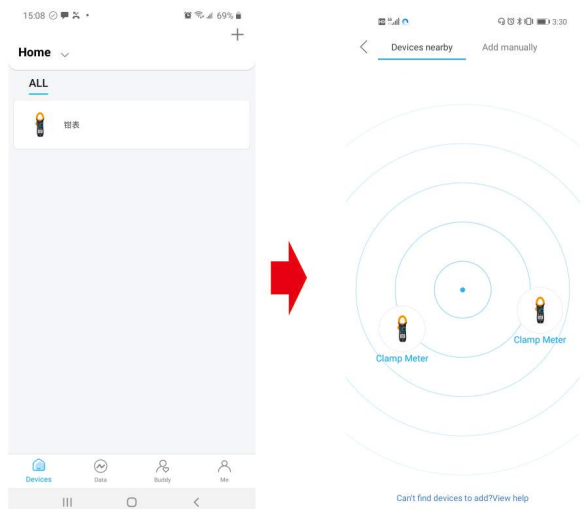 15:08
69%
Home
ALL
钳表
Devices
Data
Buddy
Me
3:30
Devices nearby
Add manually
Clamp Meter
Clamp Meter
Can't find devices to add?View help